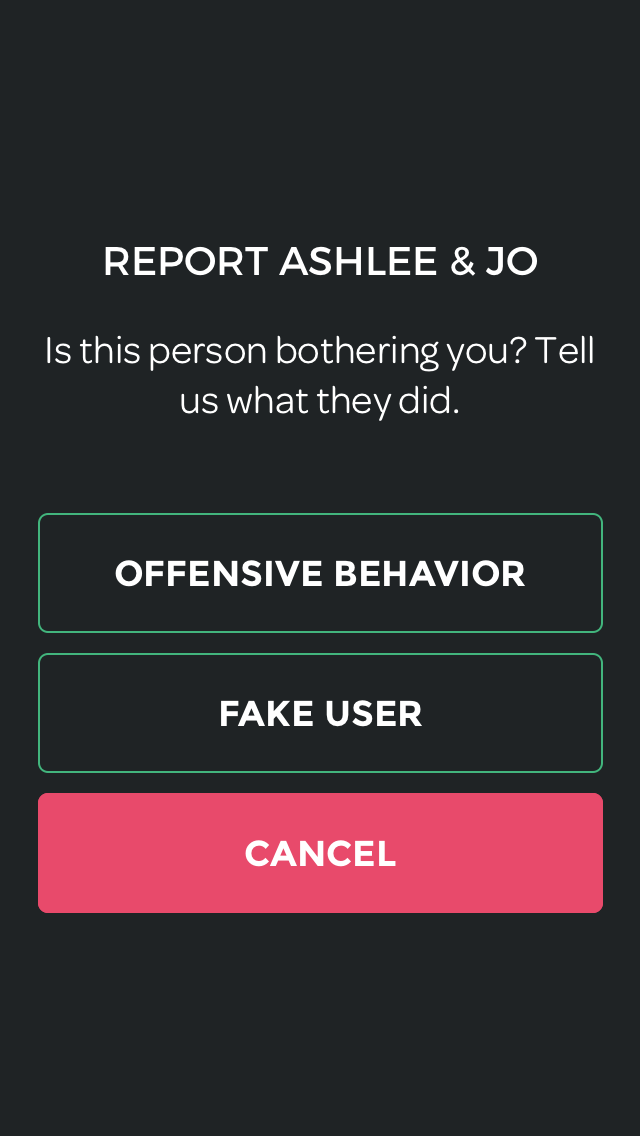 REPORT ASHLEE & JO
Is this person bothering you? Tell
us what they did.
OFFENSIVE BEHAVIOR
FAKE USER
CANCEL